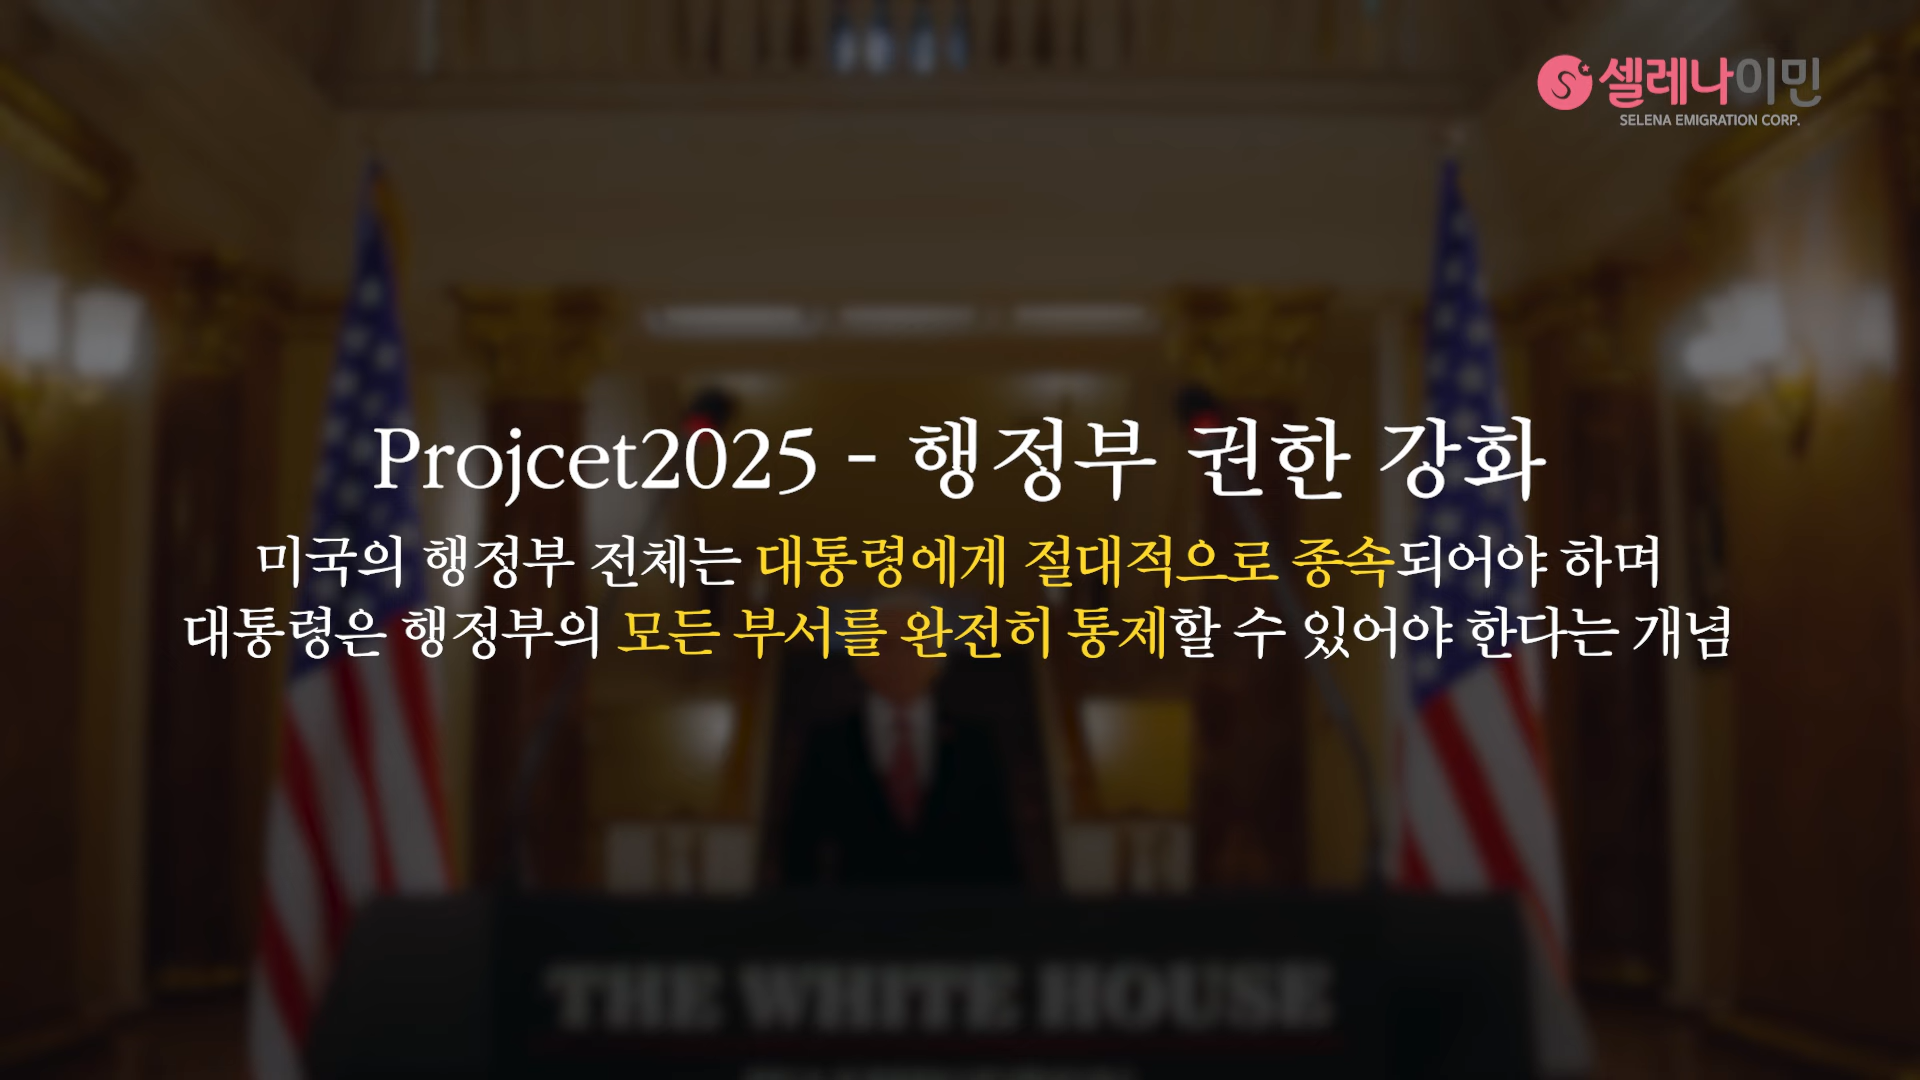 셀레나이민
SELENA EMIGRATION CORP.
Projcet2025 - 행정부 권한 강화
미국의 행정부 전체는 대통령에게 절대적으로 종속되어야 하며
대통령은 행정부의 모든 부서를 완전히 통제할 수 있어야 한다는 개념
THE WHITE HOUSE